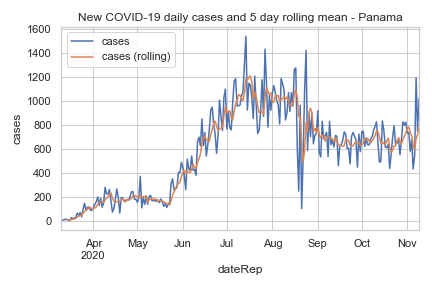 New COVID-19 daily cases and 5 day rolling mean - Panama
cases
cases (rolling)
1600
1400
1200
1000
800
600
400
200
0
cases
Apr
2020
May
Jun
Jul
Aug
Sep
Oct
Nov
dateRep